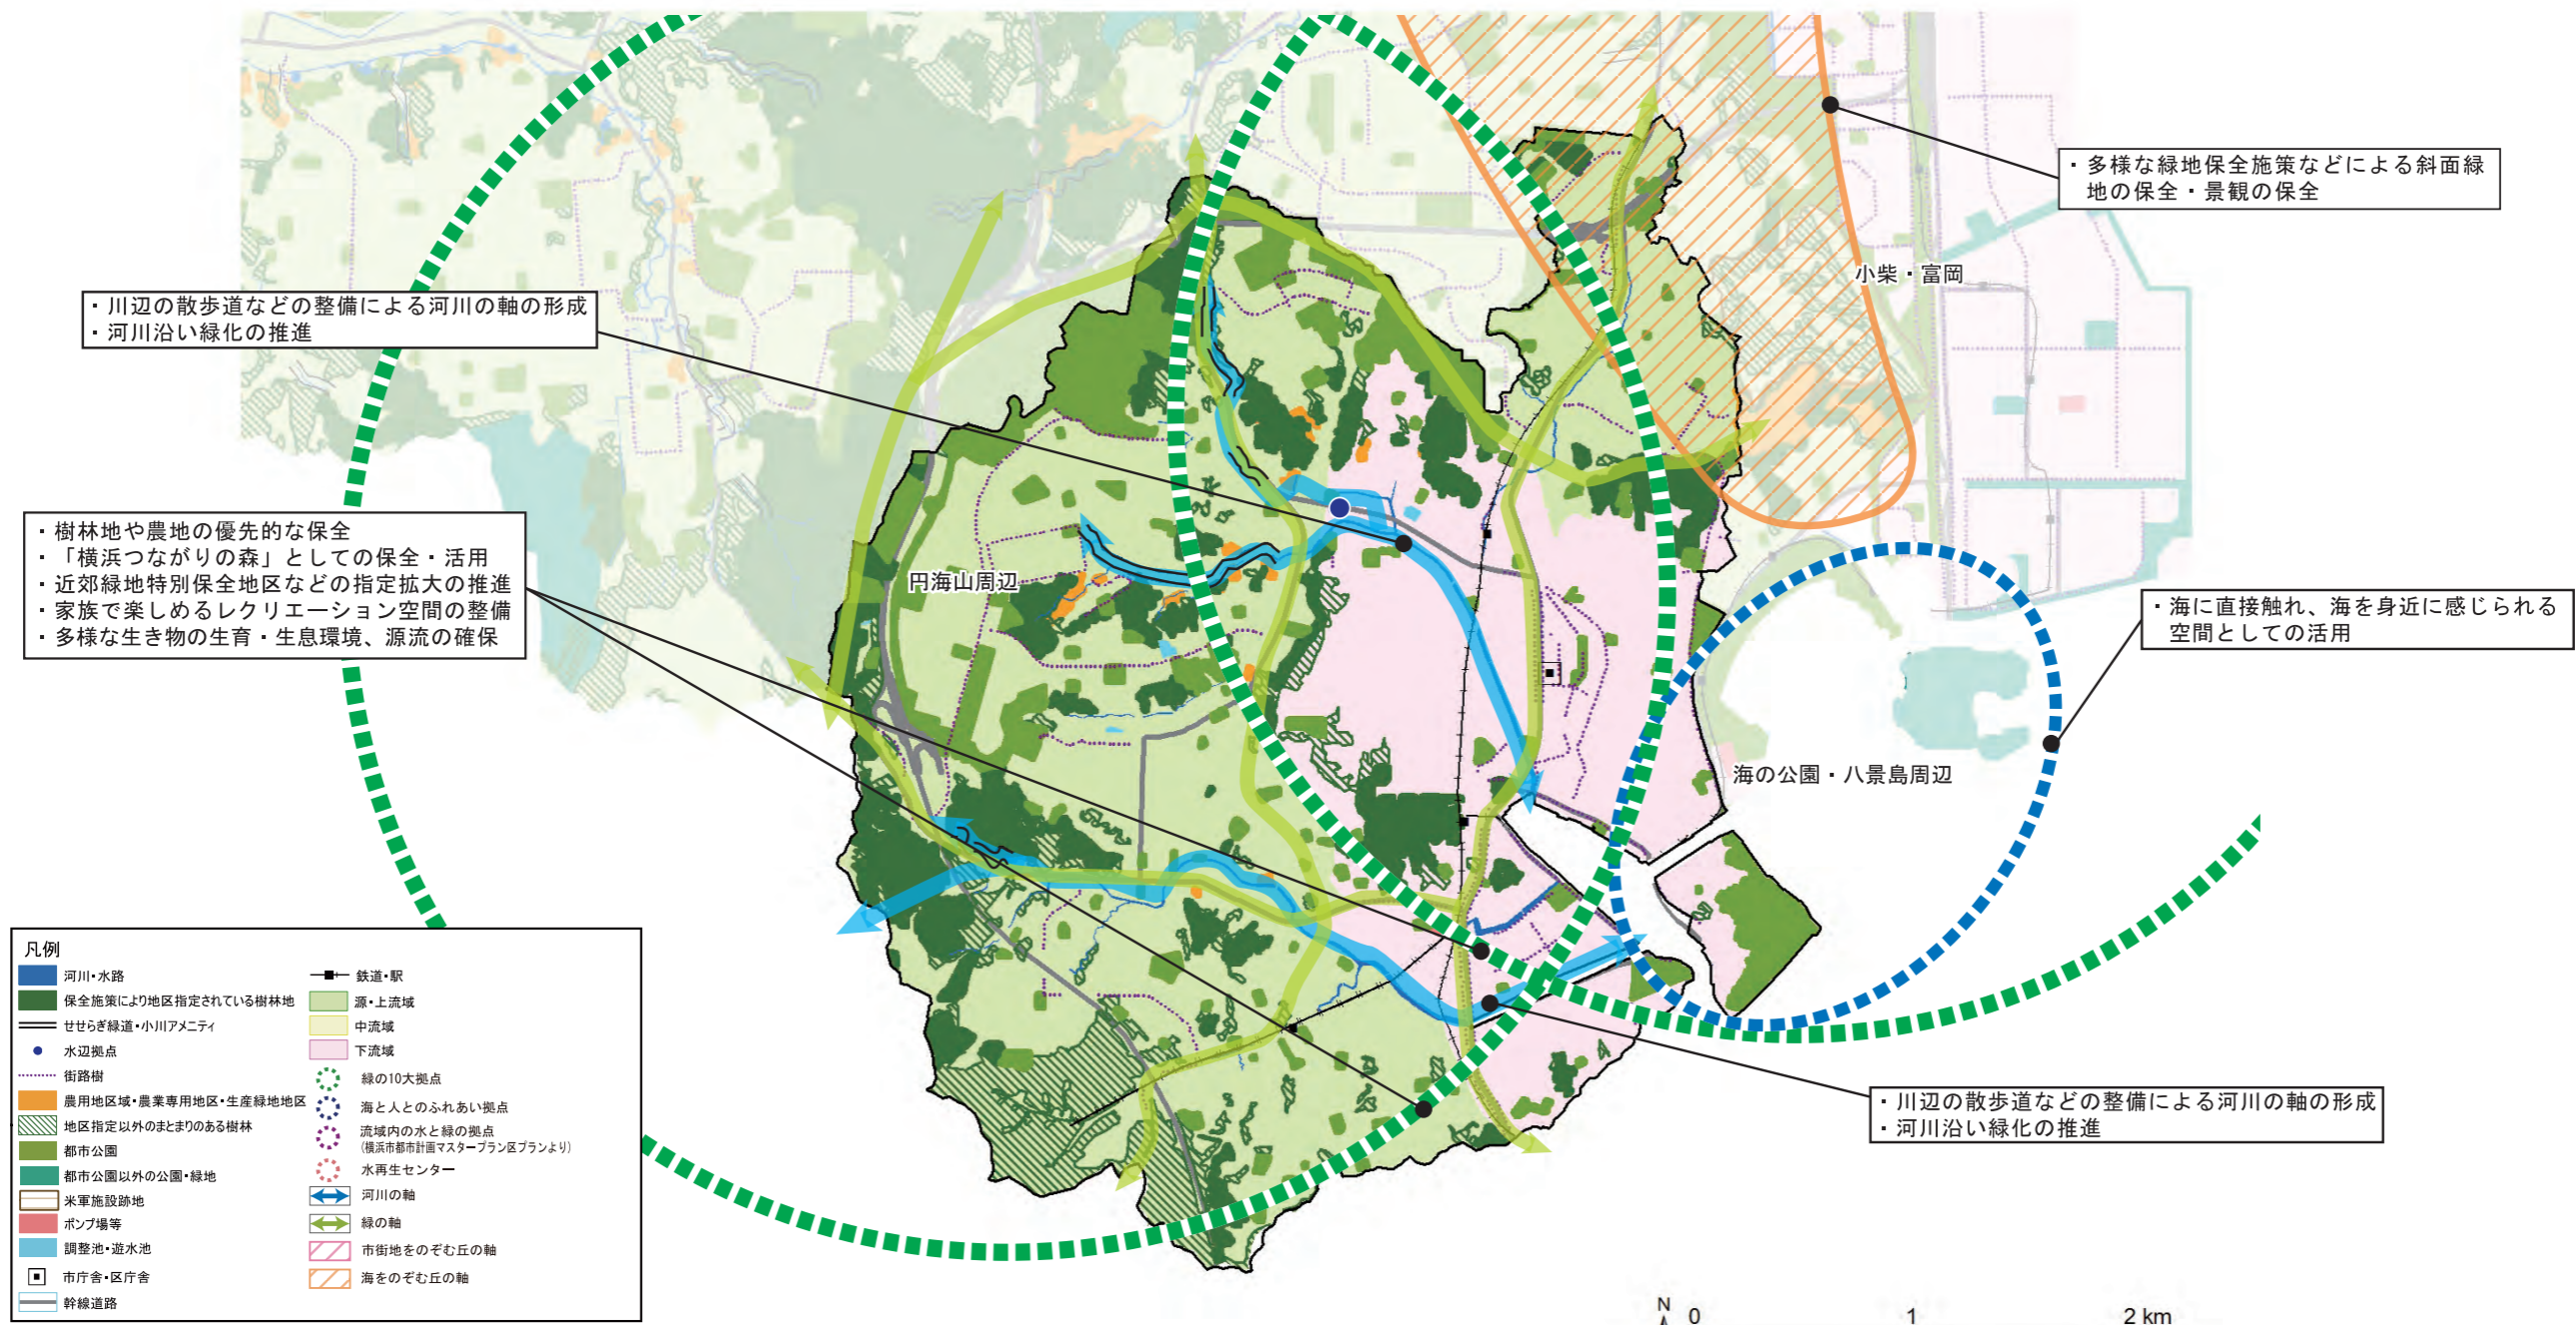 ・多様な緑地保全施策などによる斜面緑
地の保全・景観の保全
小柴・富岡
・川辺の散歩道などの整備による河川の軸の形成
・河川沿い緑化の推進
・樹林地や農地の優先的な保全
・「横浜つながりの森」としての保全・活用
・近郊緑地特別保全地区などの指定拡大の推進
・家族で楽しめるレクリエーション空間の整備
・多様な生き物の生育・生息環境、源流の確保
円海山周辺
・海に直接触れ、海を身近に感じられる
空間としての活用
海の公園・八景島周辺
・川辺の散歩道などの整備による河川の軸の形成
・河川沿い緑化の推進
凡例
河川・水路
保全施策により地区指定されている樹林地
せせらぎ緑道・小川アメニティ
水辺拠点
街路樹
農用地区域・農業専用地区・生産緑地地区
地区指定以外のまとまりのある樹林
都市公園
都市公園以外の公園・緑地
米軍施設跡地
ポンプ場等
調整池・遊水池
市庁舎・区庁舎
幹線道路
鉄道・駅
源・上流域
中流域
下流域
緑の10大拠点
海と人とのふれあい拠点
流域内の水と緑の拠点
(横浜市都市計画マスタープラン区プランより)
水再生センター
河川の軸
緑の軸
市街地をのぞむ丘の軸
海をのぞむ丘の軸
N
0 1 2 km